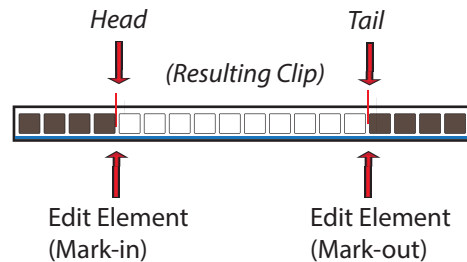 Head
Tail
(Resulting Clip)
Edit Element
(Mark-in)
Edit Element
(Mark-out)